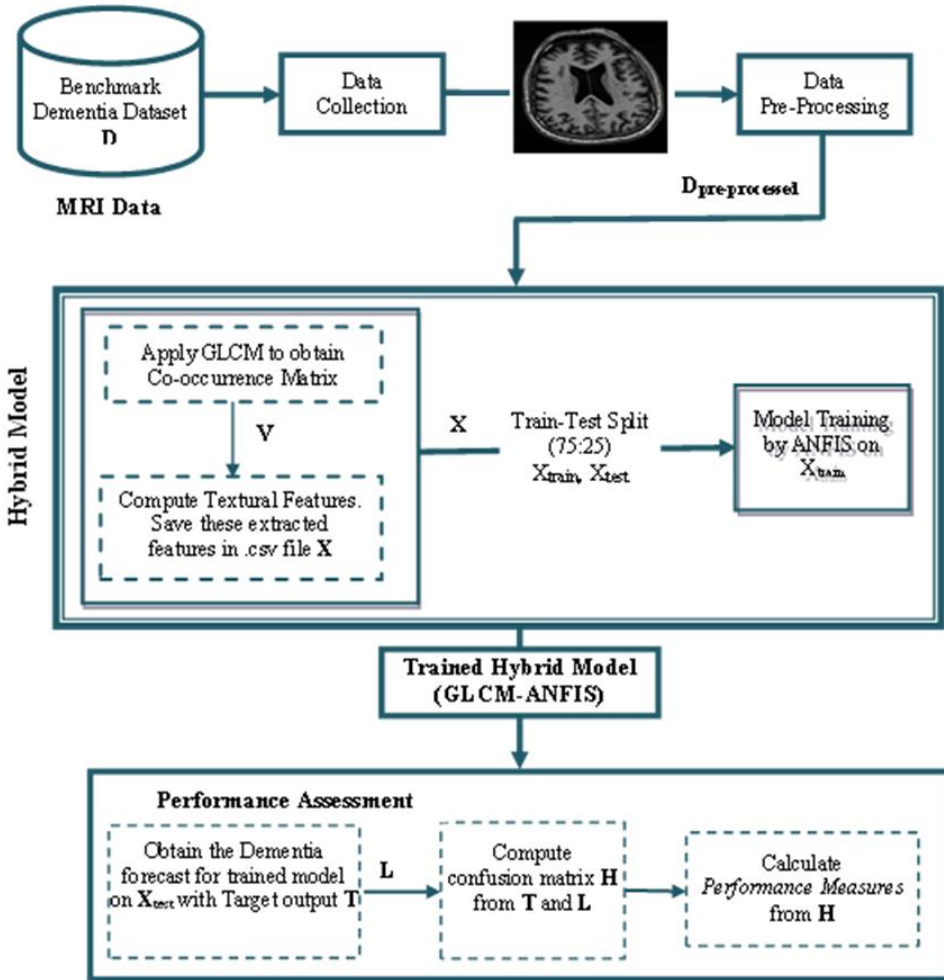 Benchmark
Dementia Dataset
D
MRI Data
Data
Collection
Data
Pre-Processing
Dpre-processed
Hybrid Model
Apply GLCM to obtain
Co-occurrence Matrix
V
Compute Textural Features.
Save these extracted
features in .csv file X
X
Train-Test Split
(75:25)
Xtrain, Xtest
Model Training
by ANFIS on
Xtrain
Trained Hybrid Model
(GLCM-ANFIS)
Performance Assessment
Obtain the Dementia
forecast for trained model
on Xtest with Target output T
L
Compute
confusion matrix H
from T and L
Calculate
Performance Measures
from H